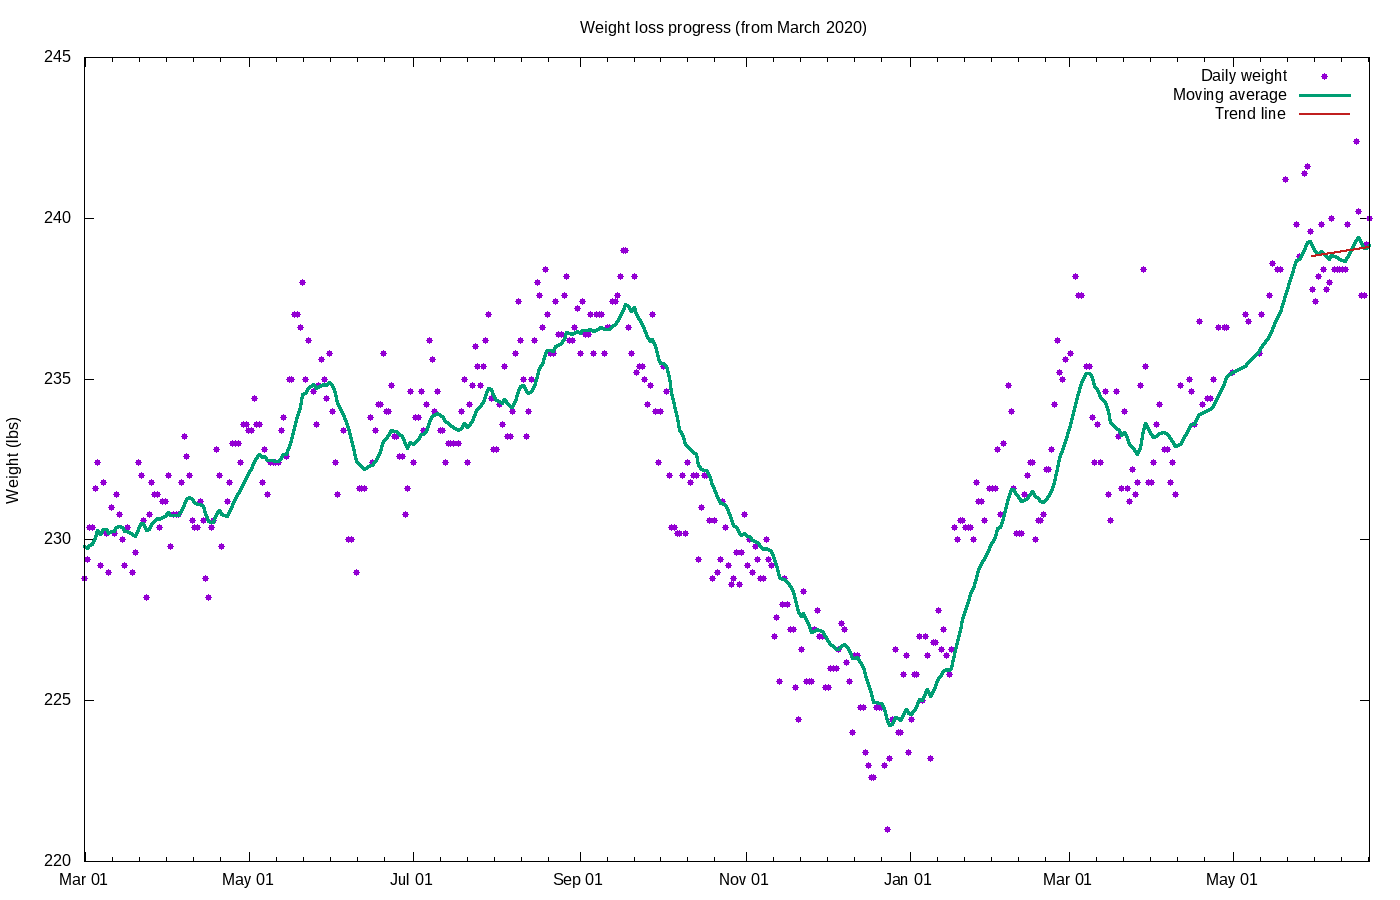 Weight loss progress (from March 2020)
245
Daily weight
Moving average
Trend line
240
235
Weight (lbs)
230
225
220
Mar 01 May 01 Jul 01 Sep 01 Nov 01 Jan 01 Mar 01 May 01